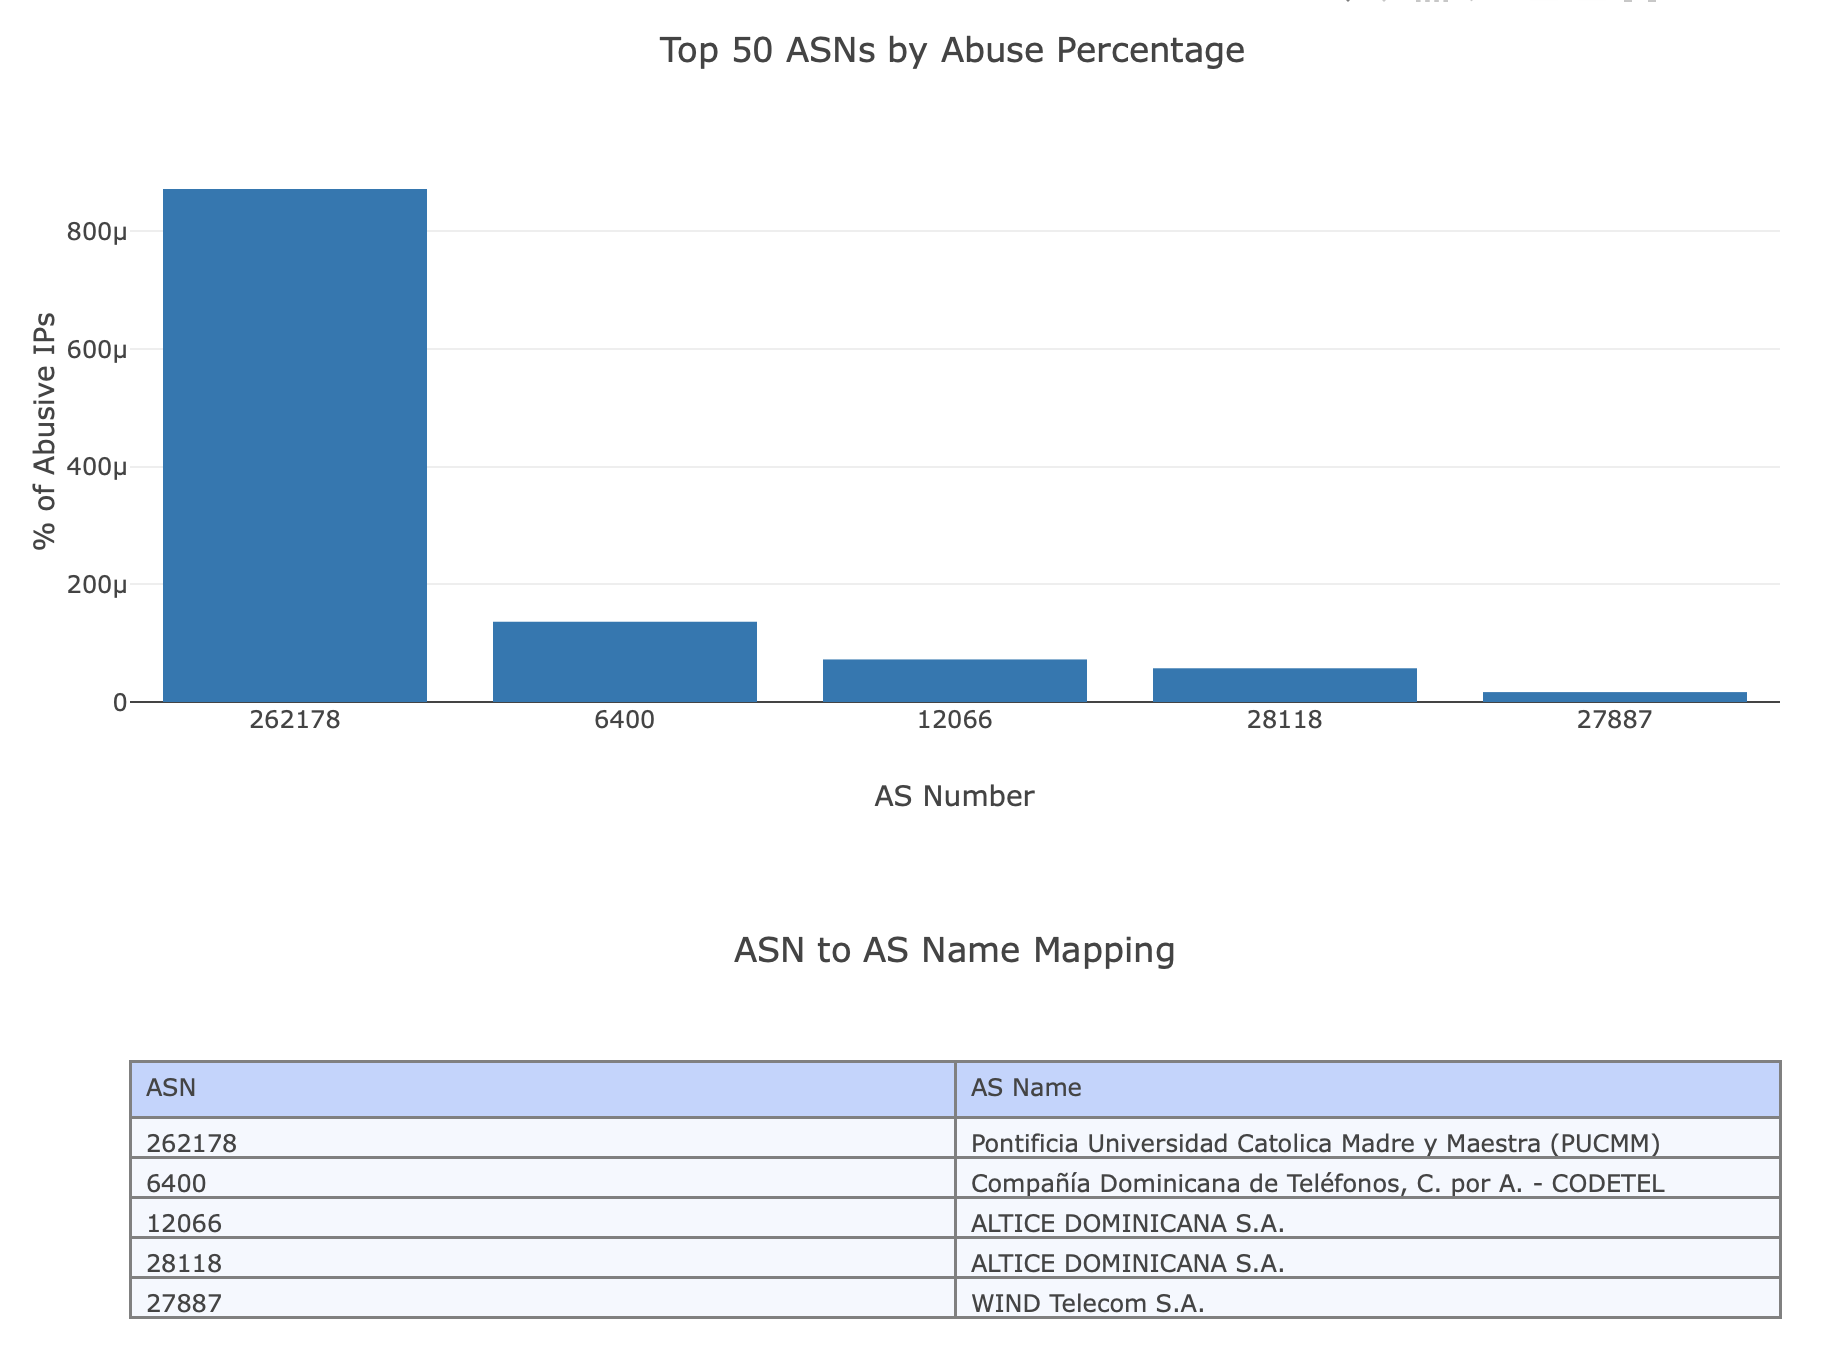 Top 50 ASNs by Abuse Percentage
% of Abusive IPs
800µ
600µ
400µ
200µ
0
262178 6400 12066 28118 27887
AS Number
ASN to AS Name Mapping
ASN AS Name
262178 Pontificia Universidad Catolica Madre y Maestra (PUCMM)
6400 Compañía Dominicana de Teléfonos, C. por A. - CODETEL
12066 ALTICE DOMINICANA S.A.
28118 ALTICE DOMINICANA S.A.
27887 WIND Telecom S.A.